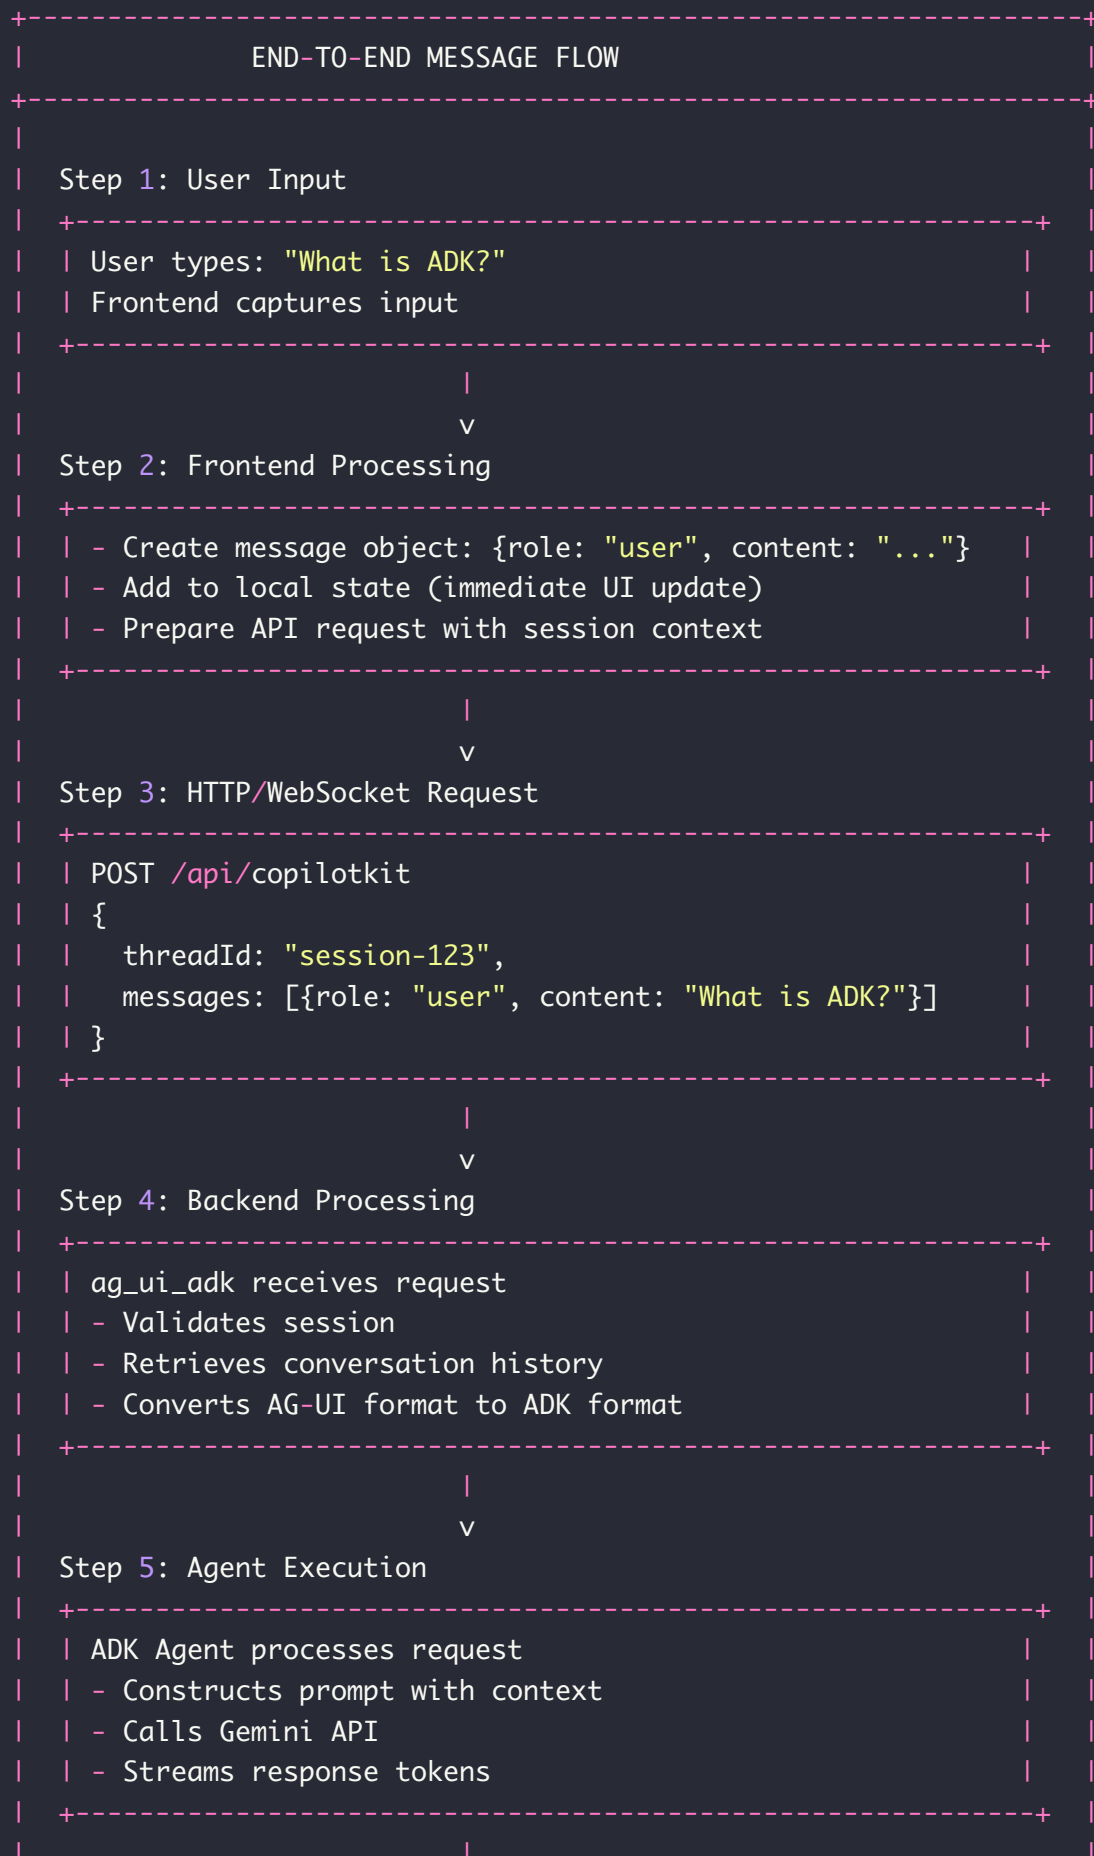 +------------------------------------------------------------------+
|              END-TO-END MESSAGE FLOW                             |
+------------------------------------------------------------------+
|                                                                  |
|  Step 1: User Input                                              |
|  +------------------------------------------------------------+  |
|  | User types: "What is ADK?"                                |   |
|  | Frontend captures input                                   |   |
|  +------------------------------------------------------------+  |
|                           |                                      |
|                           v                                      |
|  Step 2: Frontend Processing                                     |
|  +------------------------------------------------------------+  |
|  | - Create message object: {role: "user", content: "..."}   |   |
|  | - Add to local state (immediate UI update)                |   |
|  | - Prepare API request with session context                |   |
|  +------------------------------------------------------------+  |
|                           |                                      |
|                           v                                      |
|  Step 3: HTTP/WebSocket Request                                  |
|  +------------------------------------------------------------+  |
|  | POST /api/copilotkit                                      |   |
|  | {                                                         |   |
|  |   threadId: "session-123",                                |   |
|  |   messages: [{role: "user", content: "What is ADK?"}]     |   |
|  | }                                                         |   |
|  +------------------------------------------------------------+  |
|                           |                                      |
|                           v                                      |
|  Step 4: Backend Processing                                      |
|  +------------------------------------------------------------+  |
|  | ag_ui_adk receives request                                |   |
|  | - Validates session                                       |   |
|  | - Retrieves conversation history                          |   |
|  | - Converts AG-UI format to ADK format                     |   |
|  +------------------------------------------------------------+  |
|                           |                                      |
|                           v                                      |
|  Step 5: Agent Execution                                         |
|  +------------------------------------------------------------+  |
|  | ADK Agent processes request                               |   |
|  | - Constructs prompt with context                          |   |
|  | - Calls Gemini API                                        |   |
|  | - Streams response tokens                                 |   |
|  +------------------------------------------------------------+  |
|                           |                                      |